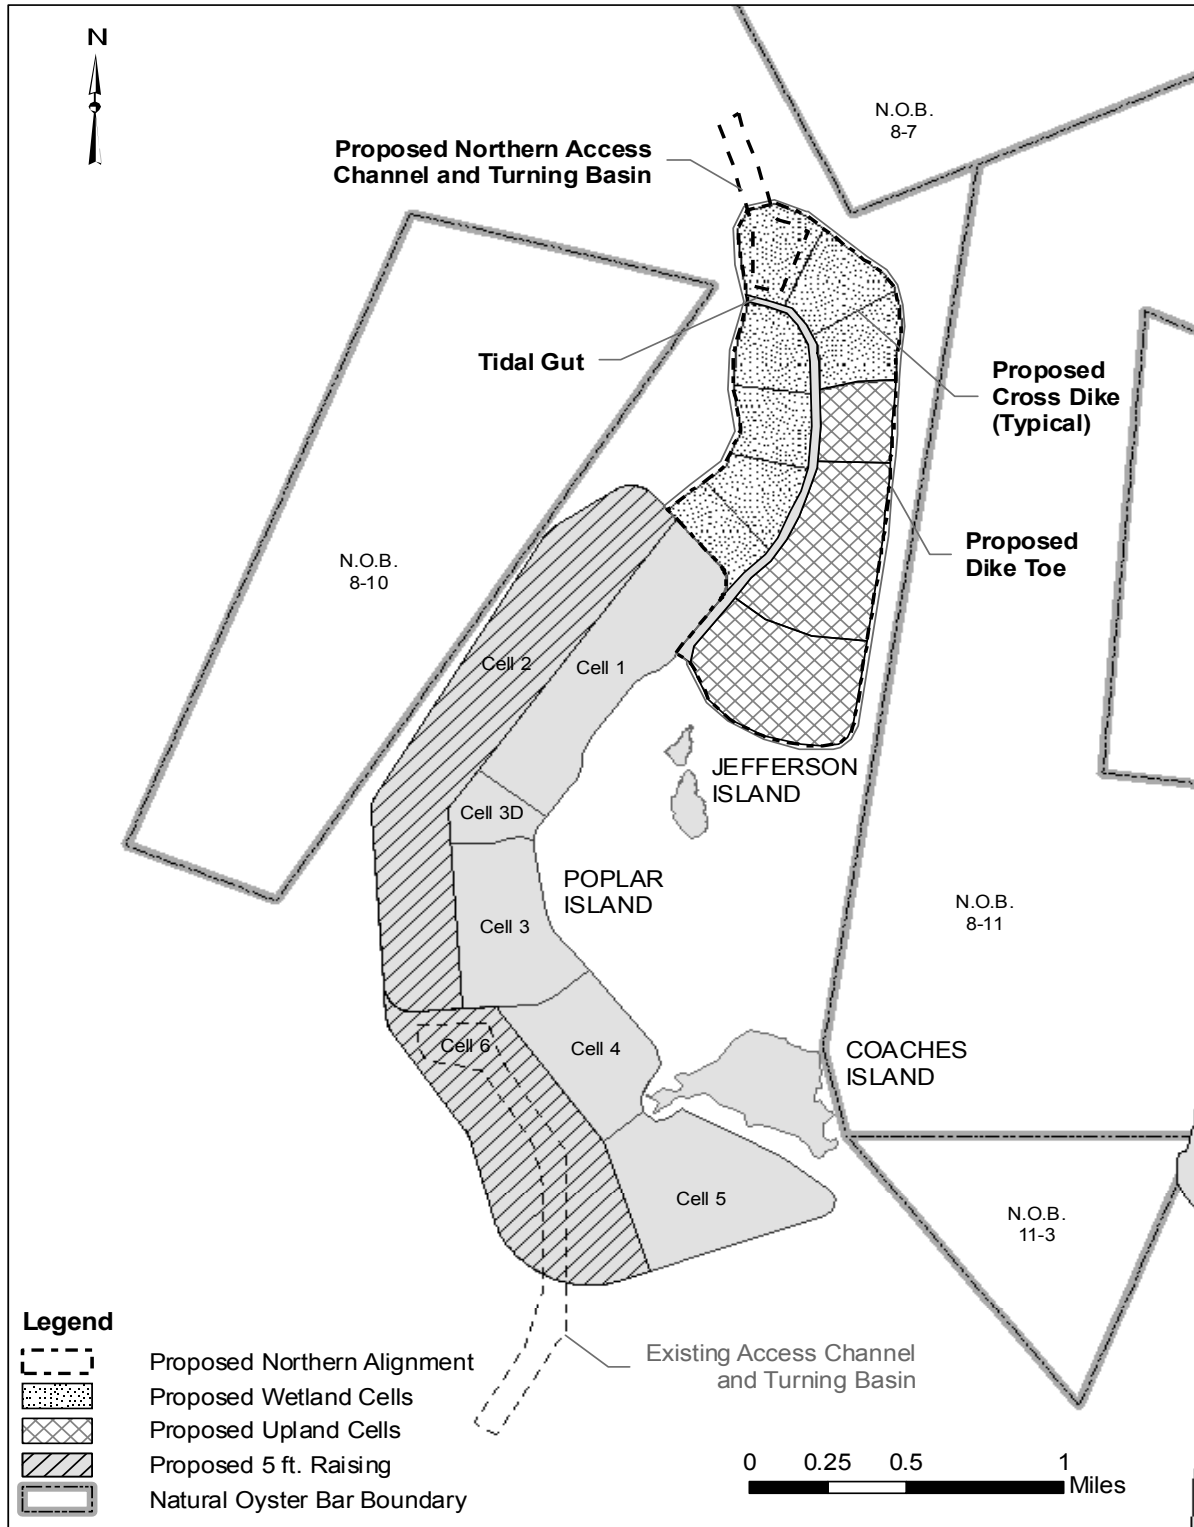 N
N.O.B.
8-7
Proposed Northern Access
Channel and Turning Basin
Tidal Gut
Proposed
Cross Dike
(Typical)
Proposed
Dike Toe
N.O.B.
8-10
Cell 2
Cell 1
JEFFERSON
ISLAND
Cell 3D
POPLAR
ISLAND
Cell 3
N.O.B.
8-11
Cell 6
Cell 4
COACHES
ISLAND
Cell 5
N.O.B.
11-3
Existing Access Channel
and Turning Basin
Legend
Proposed Northern Alignment
Proposed Wetland Cells
Proposed Upland Cells
Proposed 5 ft. Raising
Natural Oyster Bar Boundary
0 0.25 0.5 1
Miles